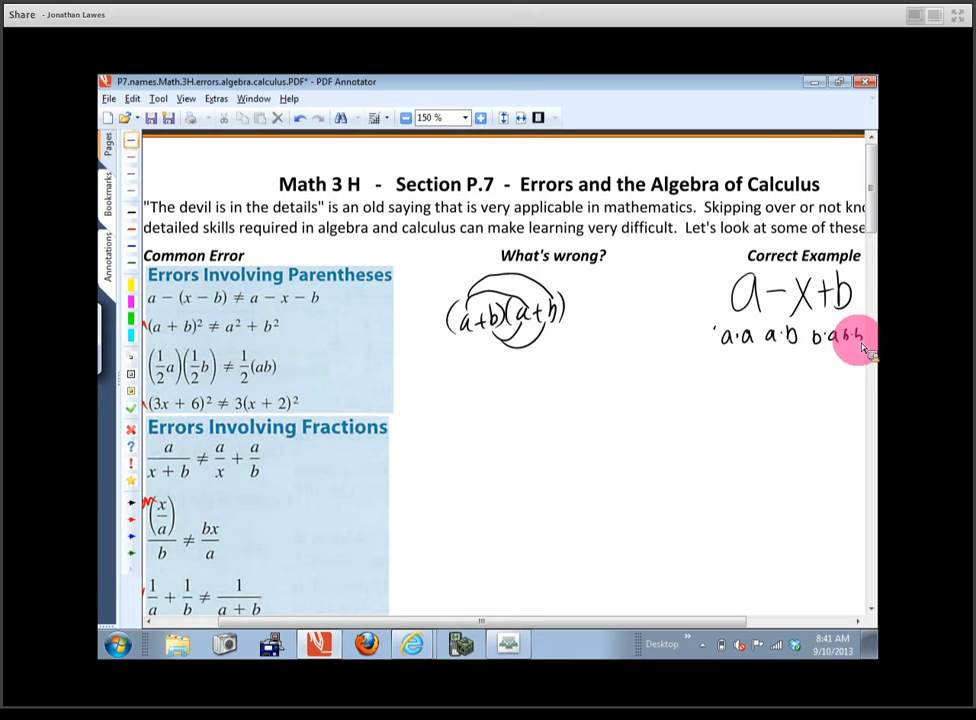 Share - Jonathan Lawes
P7.names.Math.3H.errors.algebra.calculus.PDF* - PDF Annotator
File Edit Tool View Extras Window Help
150 %
Pages
Bookmarks
Annotations
Math 3 H - Section P.7 - Errors and the Algebra of Calculus
"The devil is in the details" is an old saying that is very applicable in mathematics. Skipping over or not kno
detailed skills required in algebra and calculus can make learning very difficult. Let's look at some of these
Common Error What's wrong? Correct Example
Errors Involving Parentheses
a − (x − b) ≠ a − x − b
(a + b)² ≠ a² + b²
(1/2 a)(1/2 b) ≠ 1/2 (ab)
(3x + 6)² ≠ 3(x + 2)²
Errors Involving Fractions
a/(x + b) ≠ a/x + a/b
(x/a)/b ≠ bx/a
1/a + 1/b ≠ 1/(a + b)
(a+b)(a+b)
a − x + b
a·a a·b b·a b·b
Desktop
8:41 AM
9/10/2013